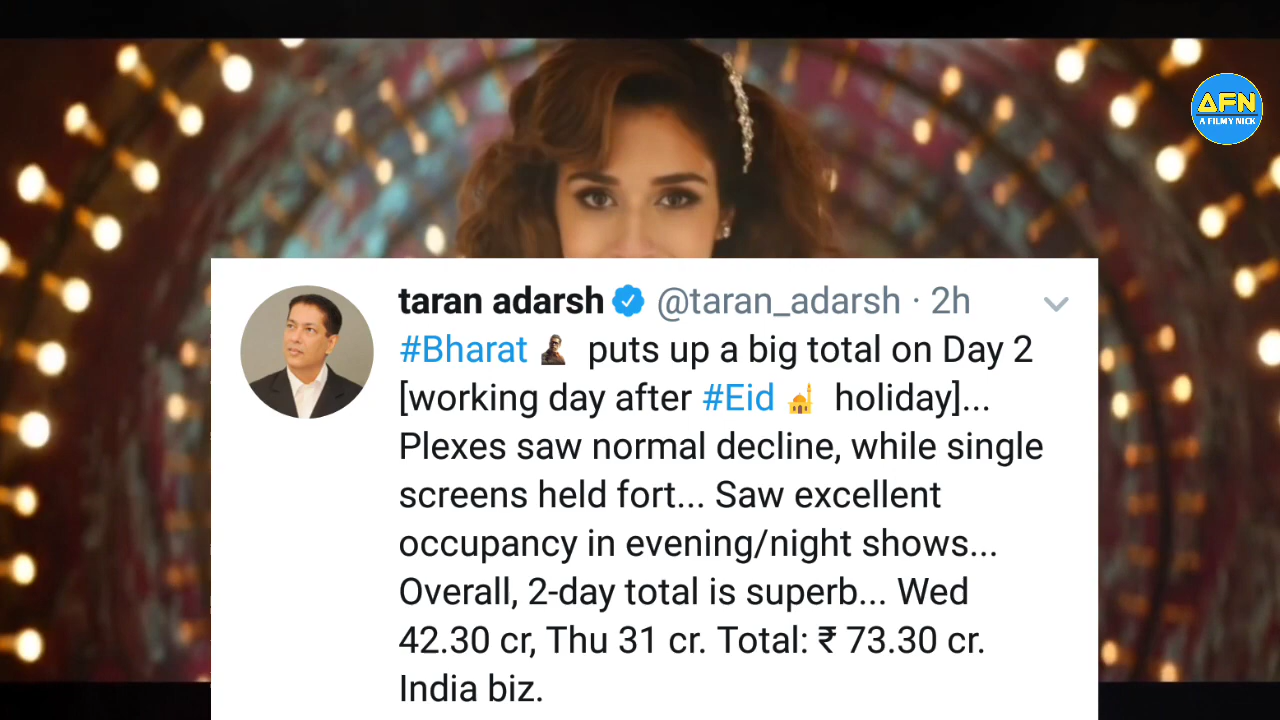 AFN
A FILMY NICK
taran adarsh @taran_adarsh · 2h
#Bharat puts up a big total on Day 2
[working day after #Eid 🕌 holiday]...
Plexes saw normal decline, while single
screens held fort... Saw excellent
occupancy in evening/night shows...
Overall, 2-day total is superb... Wed
42.30 cr, Thu 31 cr. Total: ₹ 73.30 cr.
India biz.